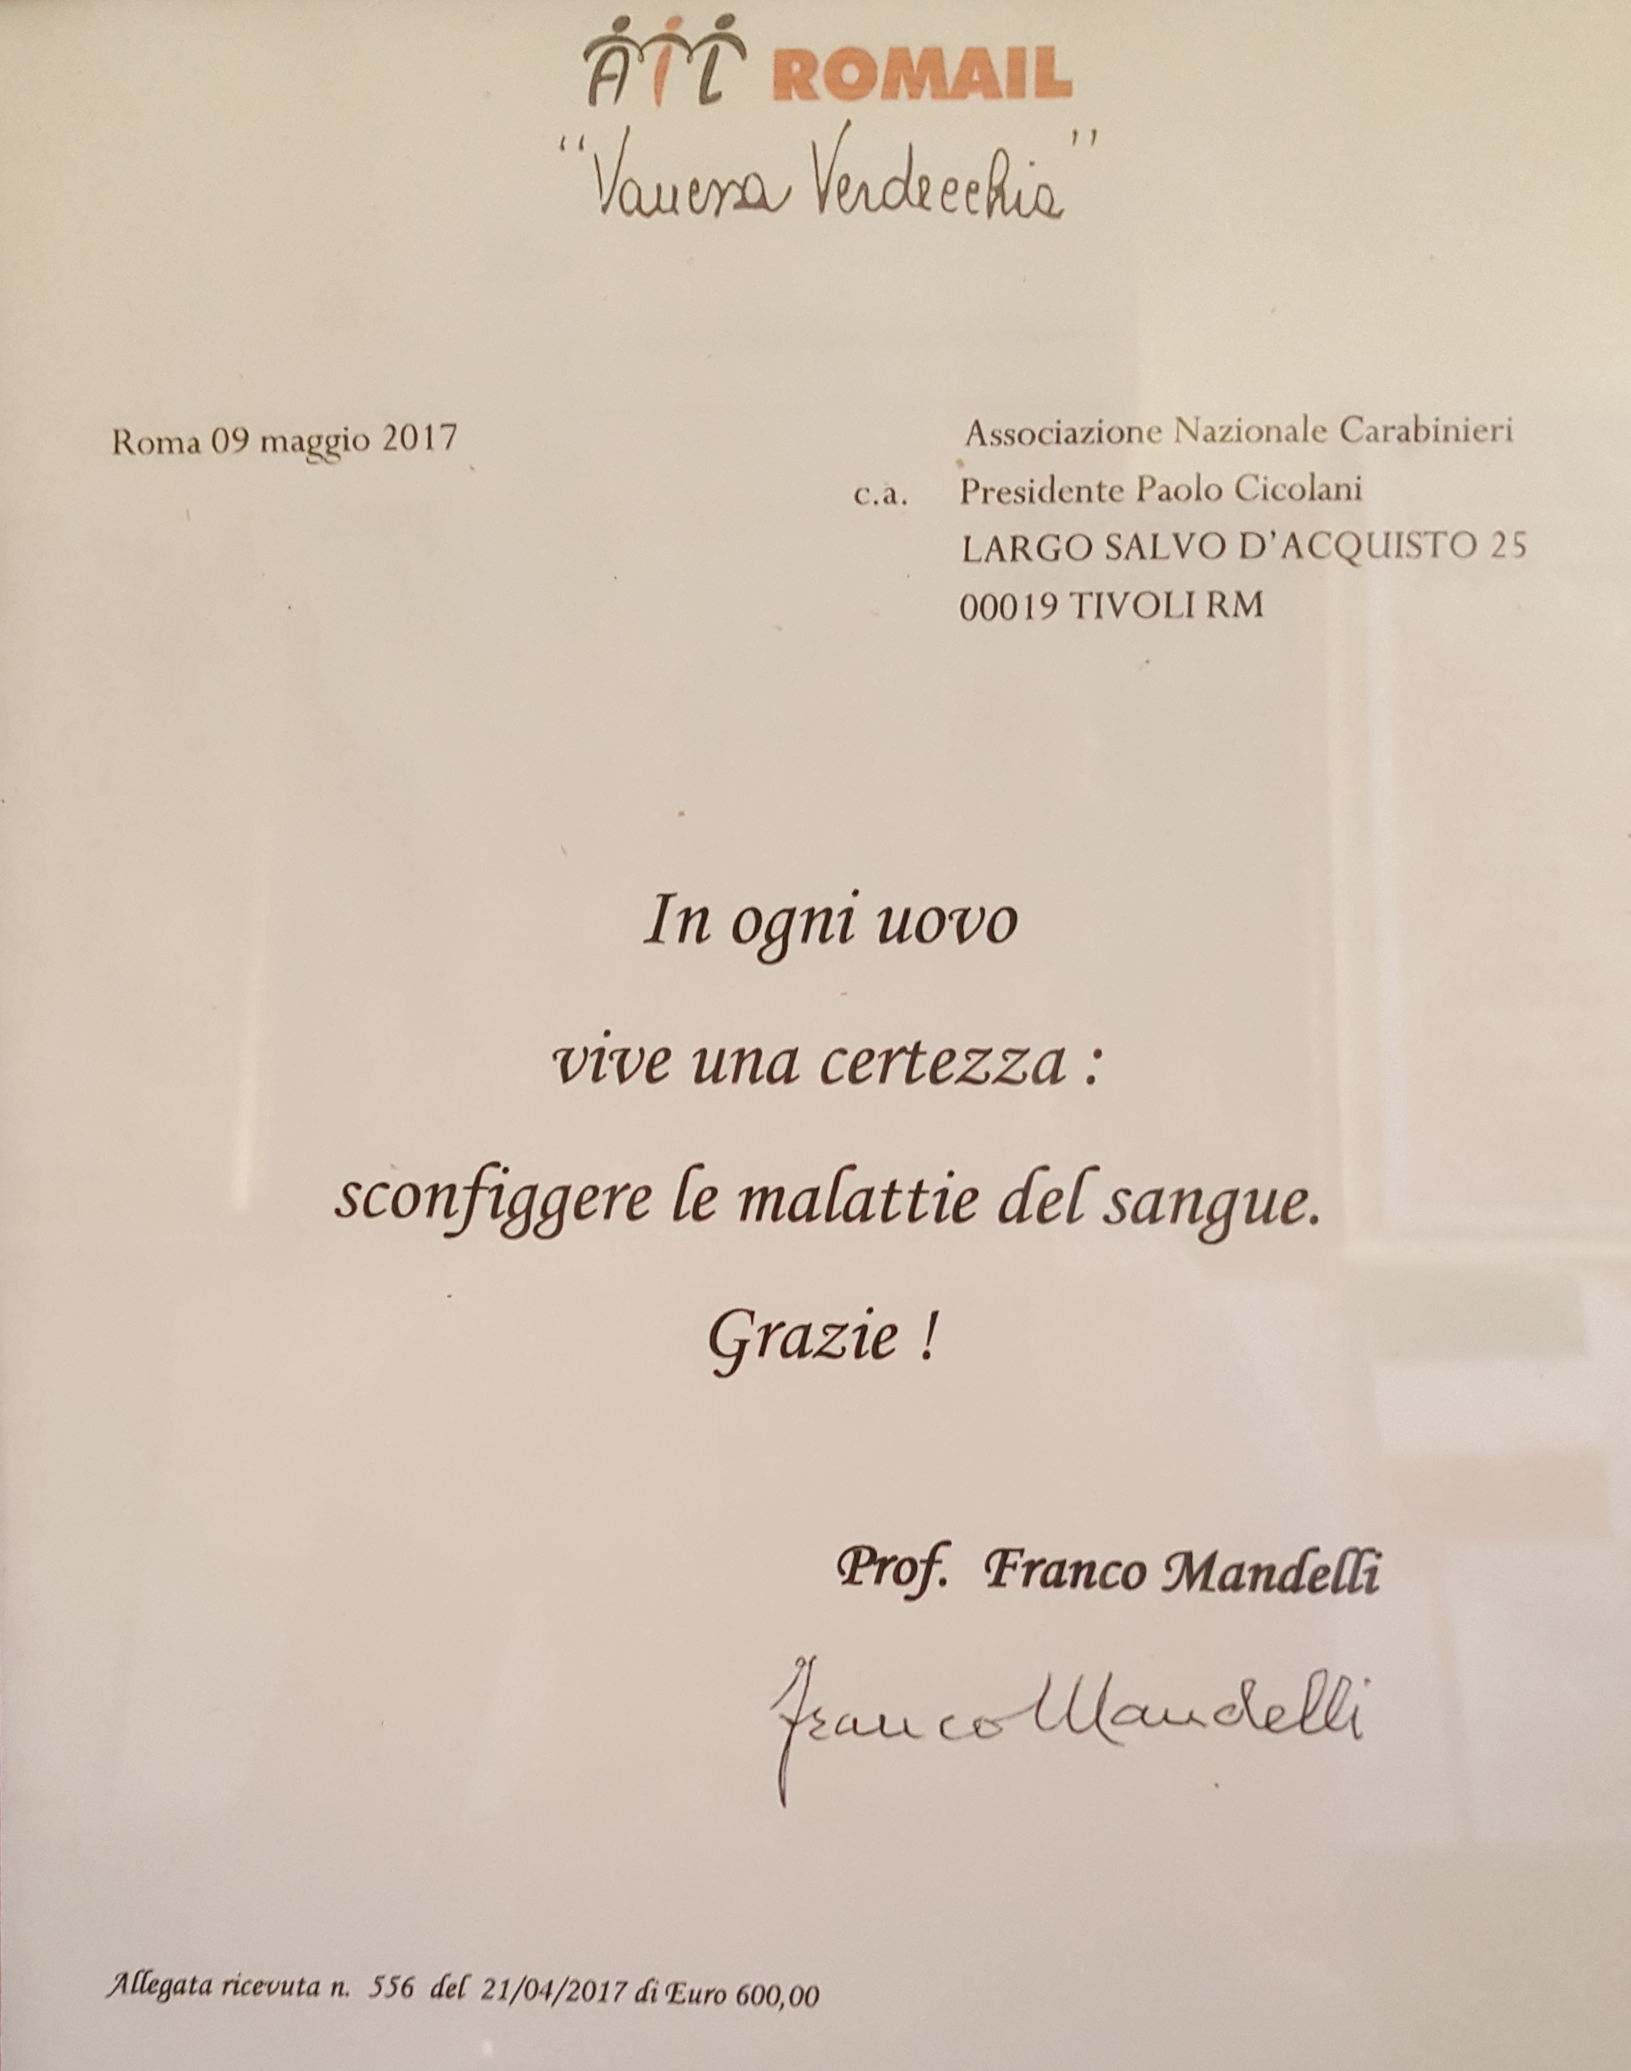 AIL ROMAIL
“Vanessa Verdecchia”
Roma 09 maggio 2017
Associazione Nazionale Carabinieri
c.a. Presidente Paolo Cicolani
LARGO SALVO D'ACQUISTO 25
00019 TIVOLI RM
In ogni uovo
vive una certezza :
sconfiggere le malattie del sangue.
Grazie !
Prof. Franco Mandelli
Franco Mandelli
Allegata ricevuta n. 556 del 21/04/2017 di Euro 600,00